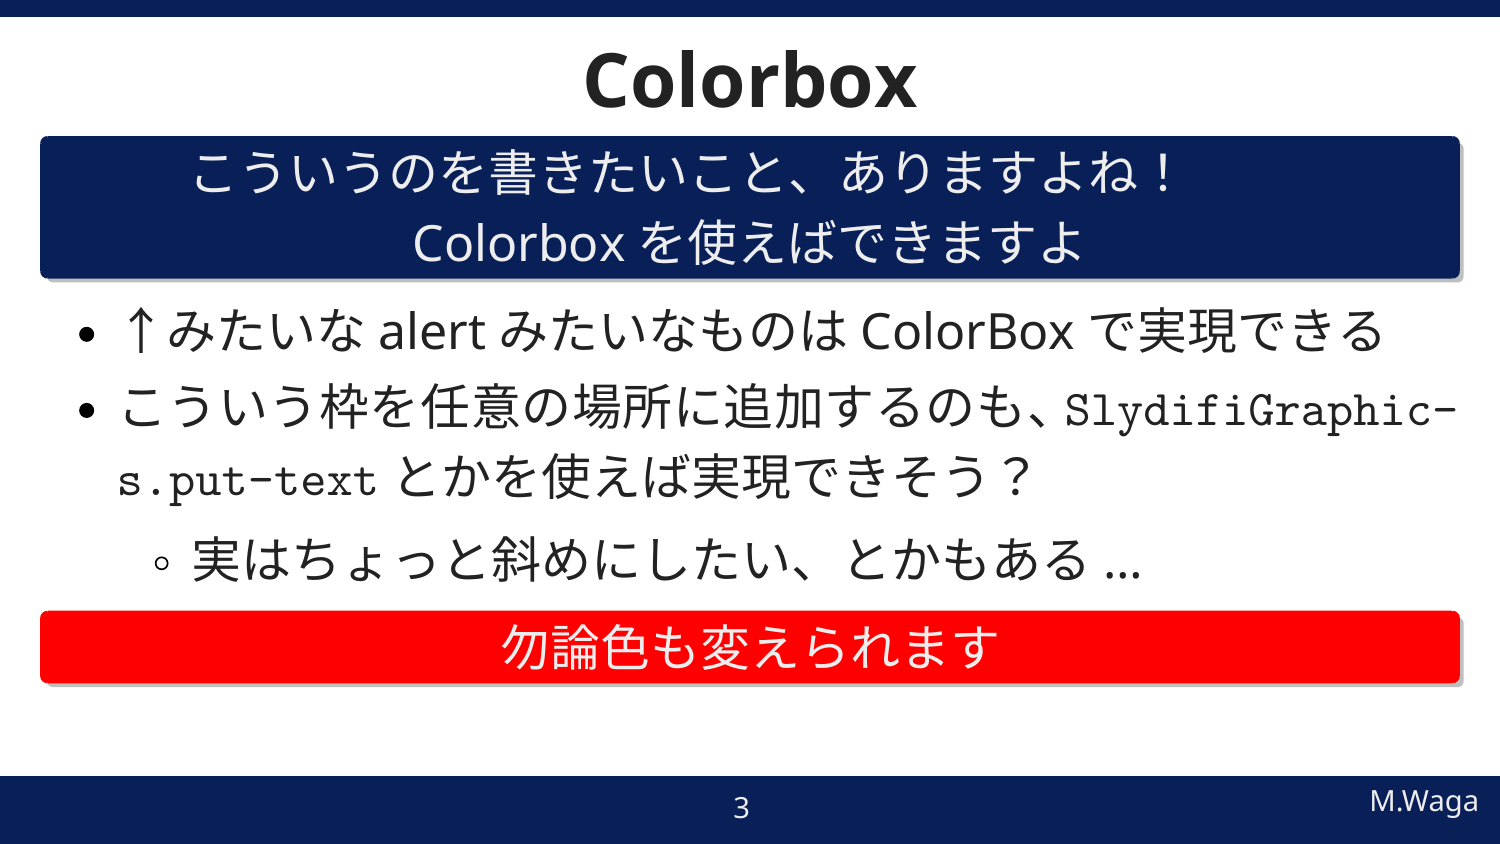 Colorbox
こういうのを書きたいこと、ありますよね！
Colorbox を使えばできますよ
• ↑みたいな alert みたいなものは ColorBox で実現できる
• こういう枠を任意の場所に追加するのも、SlydifiGraphic-
s.put-text とかを使えば実現できそう？
◦ 実はちょっと斜めにしたい、とかもある ...
勿論色も変えられます
3
M.Waga